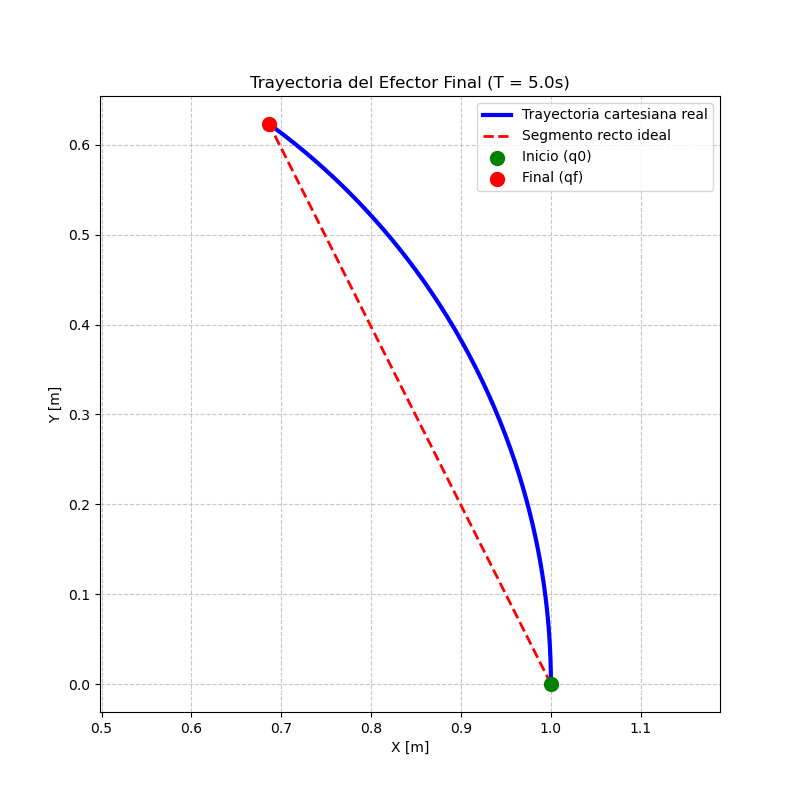 Trayectoria del Efector Final (T = 5.0s)
Trayectoria cartesiana real
Segmento recto ideal
Inicio (q0)
Final (qf)
0.6
0.5
0.4
0.3
0.2
0.1
0.0
Y [m]
0.5 0.6 0.7 0.8 0.9 1.0 1.1
X [m]